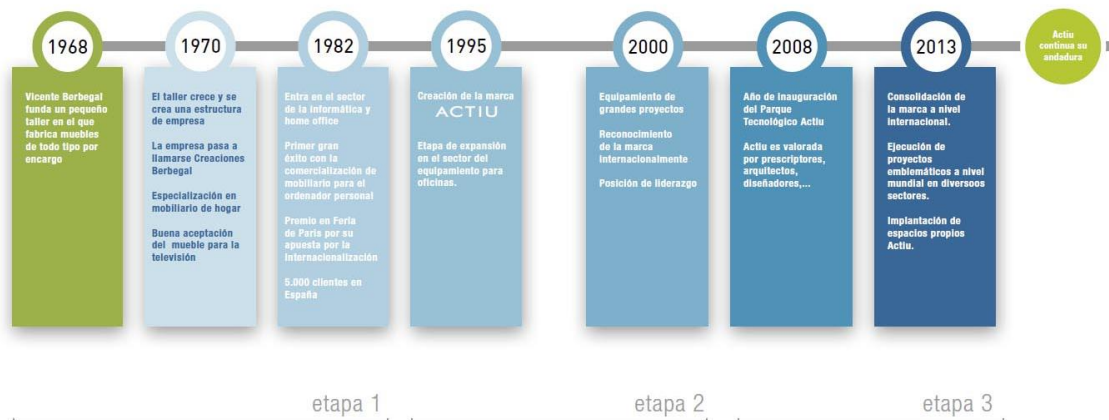 1968
Vicente Berbegal
funda un pequeño
taller en el que
fabrica muebles
de todo tipo por
encargo
1970
El taller crece y se
crea una estructura
de empresa
La empresa pasa a
llamarse Creaciones
Berbegal
Especialización en
mobiliario de hogar
Buena aceptación
del mueble para la
televisión
1982
Entra en el sector
de la informática y
home office
Primer gran
éxito con la
comercialización de
mobiliario para el
ordenador personal
Premio en Feria
de Paris por su
apuesta por la
Internacionalización
5.000 clientes en
España
1995
Creación de la marca
ACTIU
Etapa de expansión
en el sector del
equipamiento para
oficinas.
2000
Equipamiento de
grandes proyectos
Reconocimiento
de la marca
internacionalmente
Posición de liderazgo
2008
Año de Inauguración
del Parque
Tecnológico Actiu
Actiu es valorada
por prescriptores,
arquitectos,
diseñadores,...
2013
Consolidación de
la marca a nivel
internacional.
Ejecución de
proyectos
emblemáticos a nivel
mundial en diversoos
sectores.
Implantación de
espacios propios
Actiu.
Actiu
continua su
andadura
etapa 1
etapa 2
etapa 3